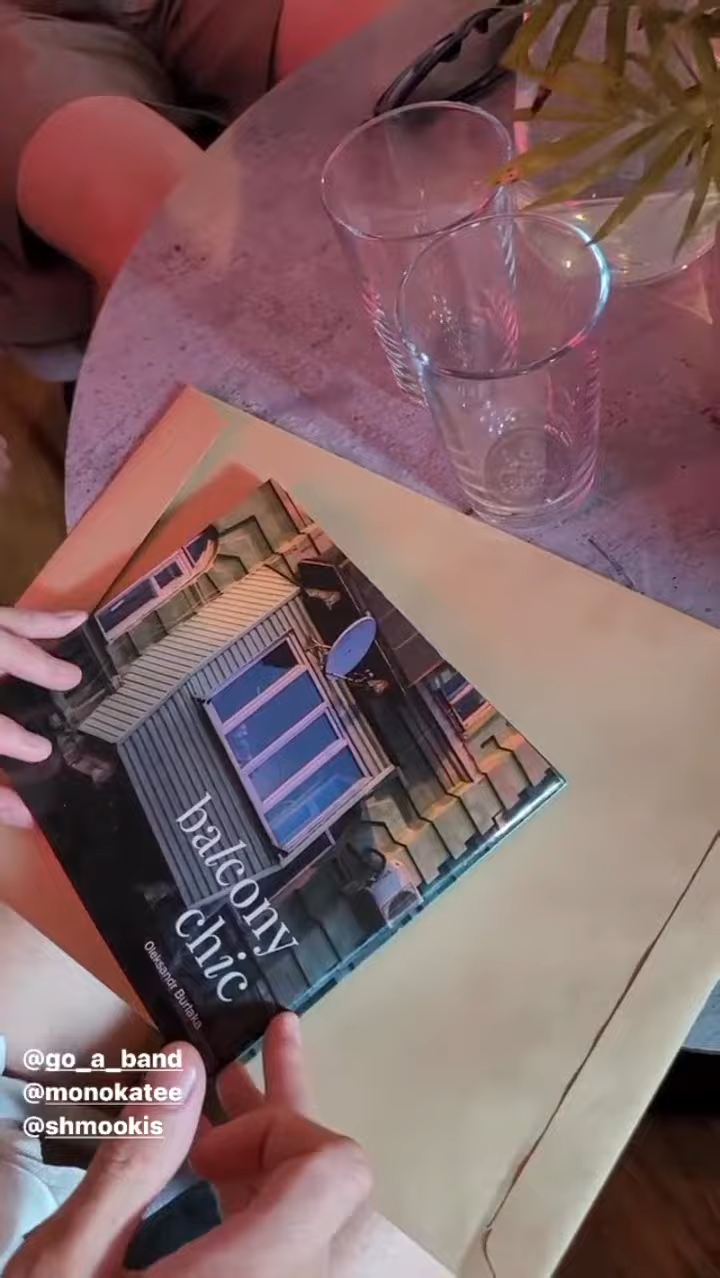 balcony
chic
Oleksandr Burlaka
@go_a_band
@monokatee
@shmookis